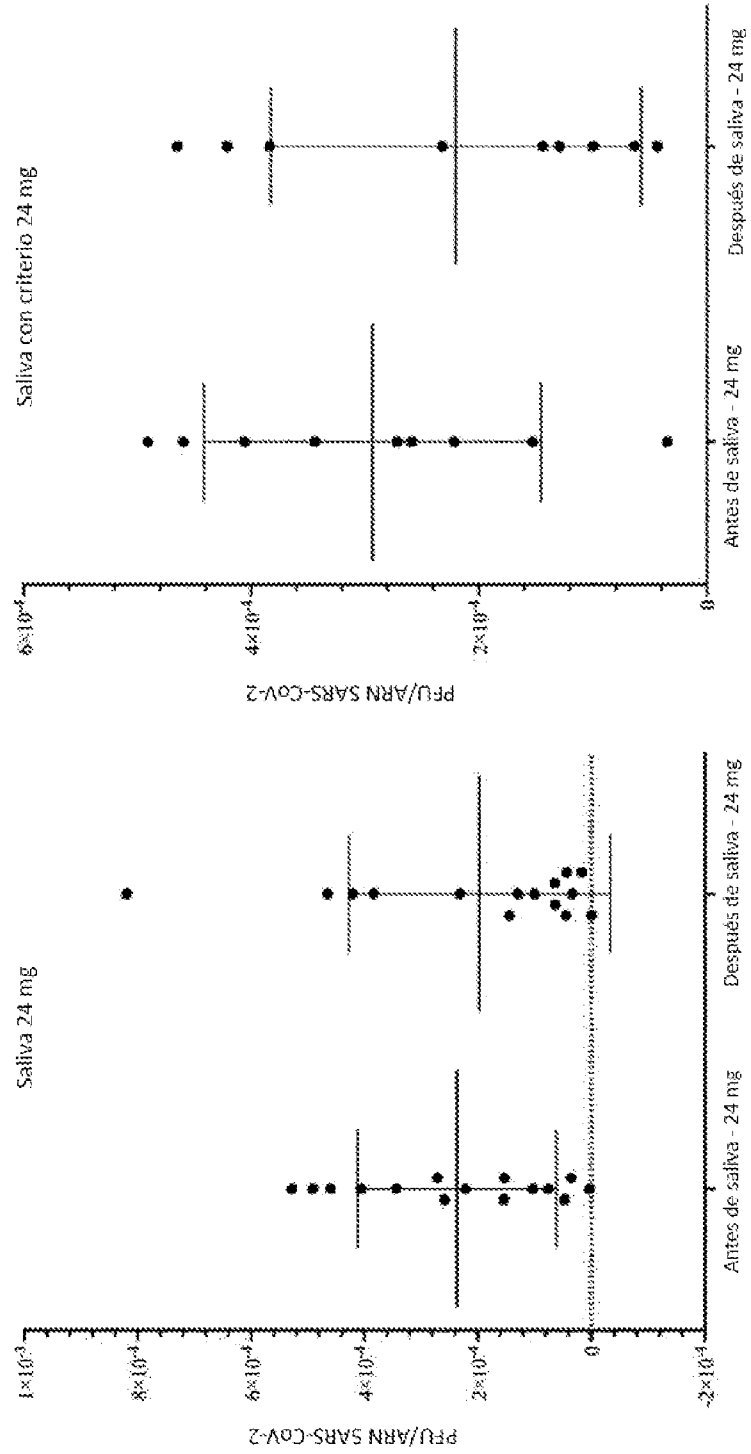 Saliva 24 mg
PFU/ARN SARS-CoV-2
1×10⁻³
8×10⁻⁴
6×10⁻⁴
4×10⁻⁴
2×10⁻⁴
0
-2×10⁻⁴
Antes de saliva - 24 mg
Después de saliva - 24 mg
Saliva con criterio 24 mg
PFU/ARN SARS-CoV-2
6×10⁻⁴
4×10⁻⁴
2×10⁻⁴
0
Antes de saliva - 24 mg
Después de saliva - 24 mg